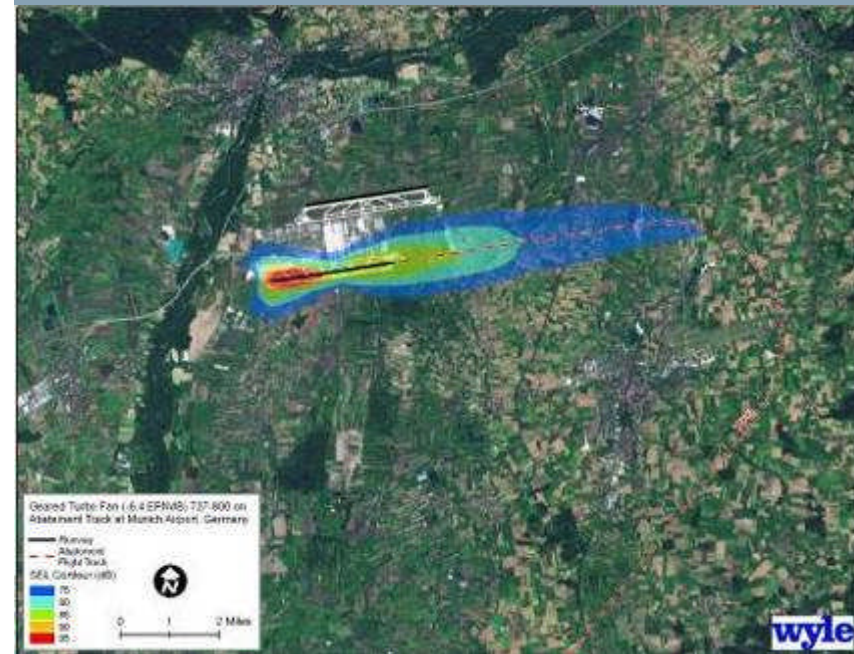 Geared Turbo Fan (-6.4 EPNdB) 737-800 on
Abatement Track at Munich Airport, Germany
Runway
Abatement
Flight Track
SEL Contour (dB)
75
80
85
90
95
N
0 1 2 Miles
wyle